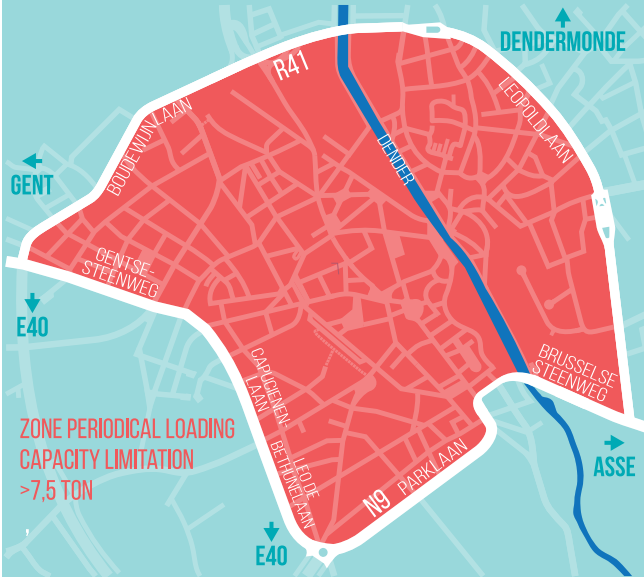 DENDERMONDE
R41
LEOPOLDLAAN
BOUDEWIJNLAAN
DENDER
GENT
GENTSE-
STEENWEG
E40
CAPUCIENEN-
LAAN
BRUSSELSE
STEENWEG
ZONE PERIODICAL LOADING
CAPACITY LIMITATION
>7,5 TON
LEO DE
BETHUNELAAN
PARKLAAN
N9
ASSE
E40